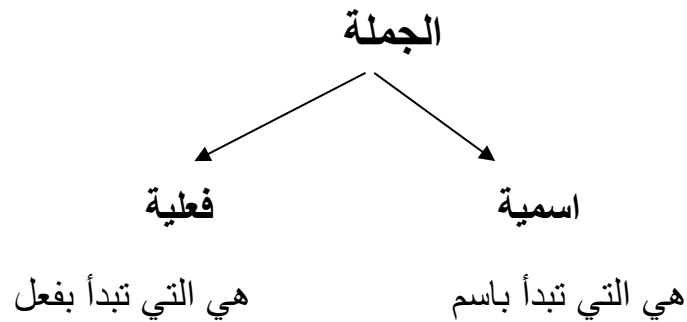 الجملة
اسمية
فعلية
هي التي تبدأ باسم
هي التي تبدأ بفعل